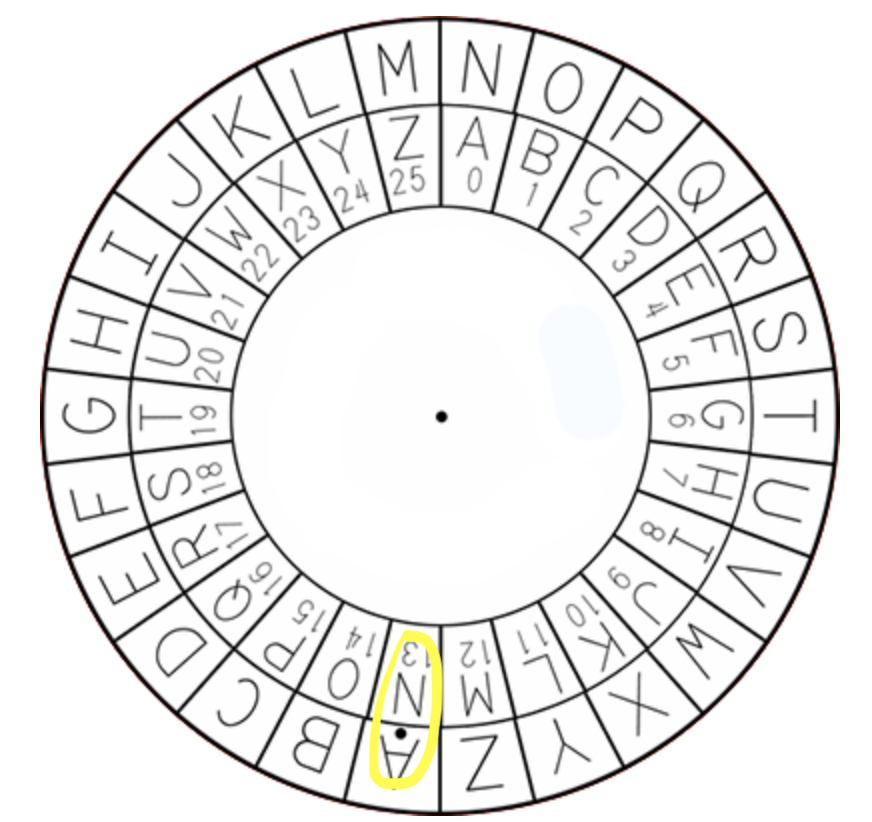 N O P Q R S T U V W X Y Z A B C D E F G H I J K L M
A B C D E F G H I J K L M N O P Q R S T U V W X Y Z
0 1 2 3 4 5 6 7 8 9 10 11 12 13 14 15 16 17 18 19 20 21 22 23 24 25